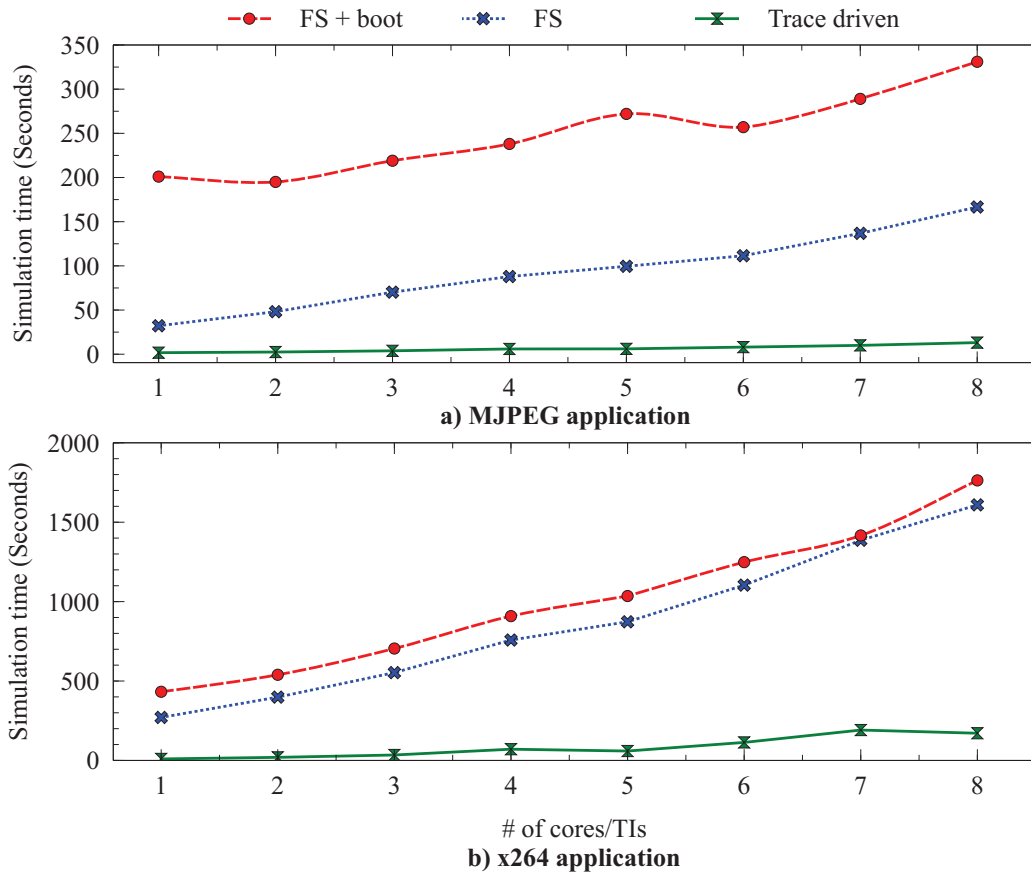 FS + boot FS Trace driven
350
300
250
200
150
100
50
0
Simulation time (Seconds)
1 2 3 4 5 6 7 8
a) MJPEG application
2000
1500
1000
500
0
Simulation time (Seconds)
1 2 3 4 5 6 7 8
# of cores/TIs
b) x264 application